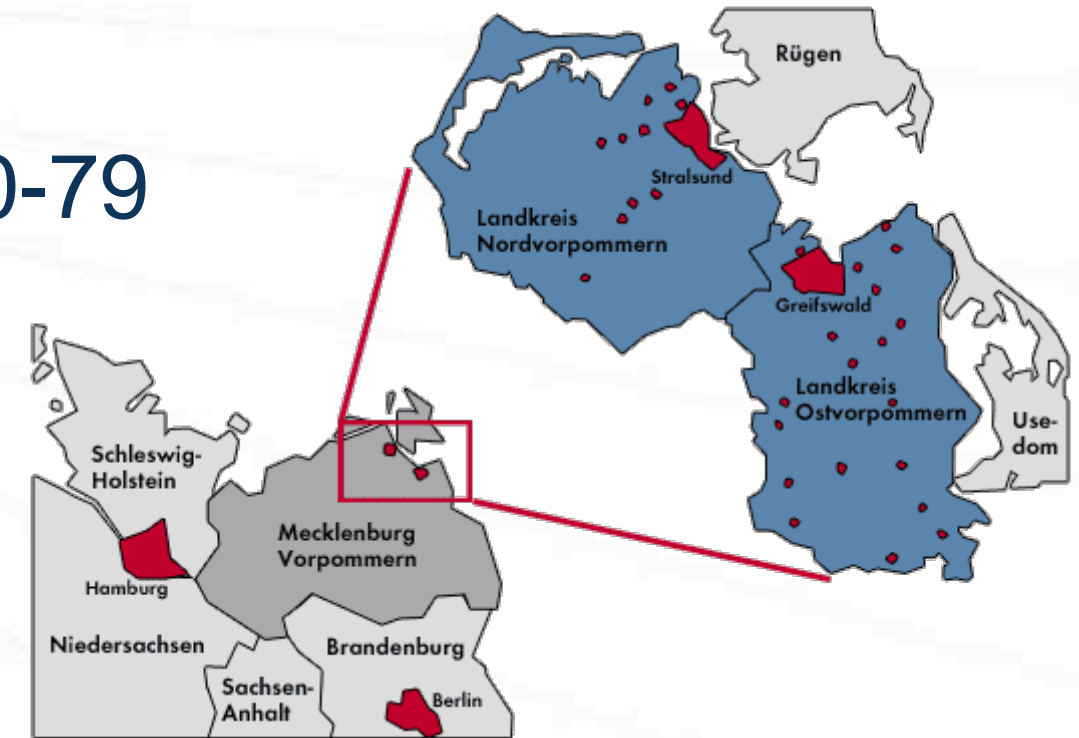 0-79
Rügen
Stralsund
Landkreis
Nordvorpommern
Greifswald
Landkreis
Ostvorpommern
Use-
dom
Schleswig-
Holstein
Mecklenburg
Vorpommern
Hamburg
Niedersachsen
Brandenburg
Sachsen-
Anhalt
Berlin